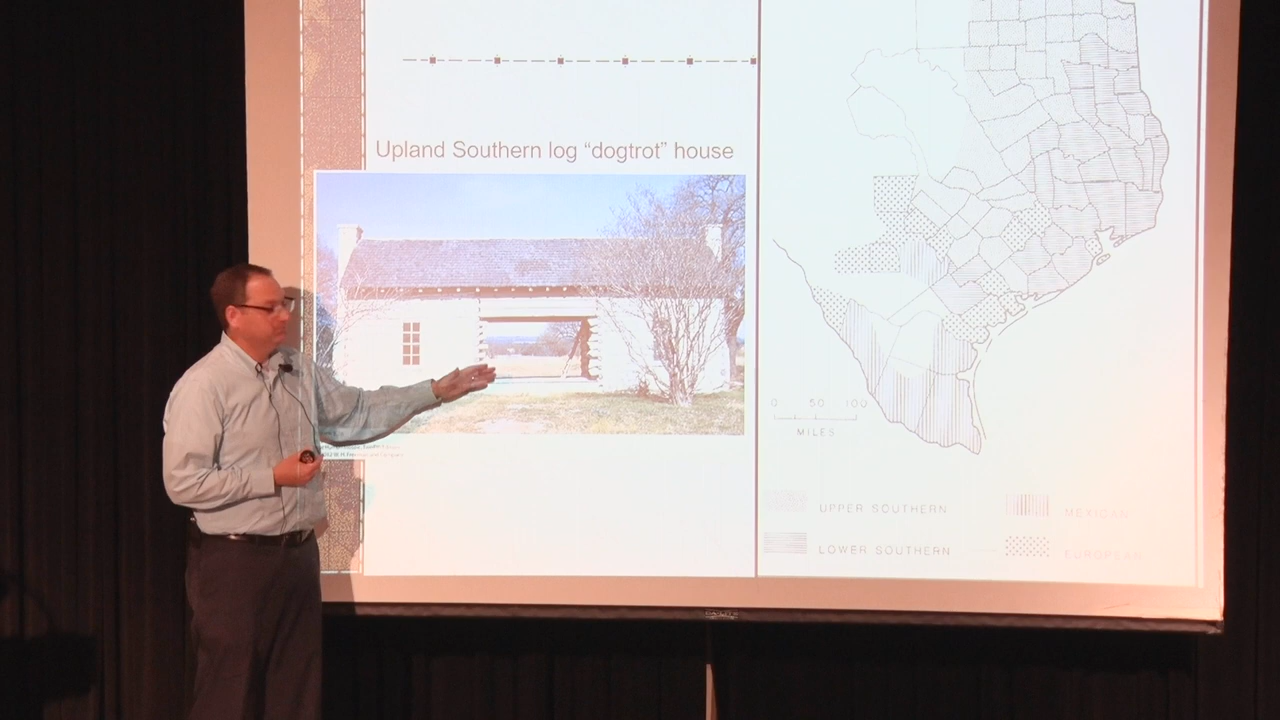 Upland Southern log “dogtrot” house
0 50 100
MILES
UPPER SOUTHERN
MEXICAN
LOWER SOUTHERN
EUROPEAN